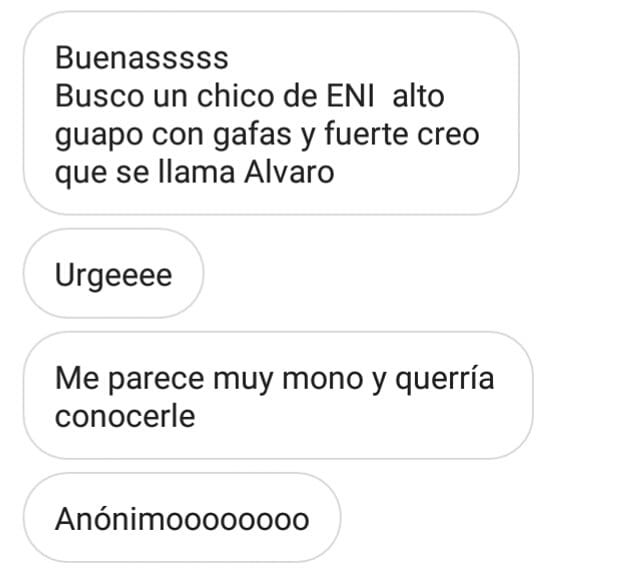 Buenasssss
Busco un chico de ENI alto
guapo con gafas y fuerte creo
que se llama Alvaro
Urgeeee
Me parece muy mono y querría
conocerle
Anónimoooooooo